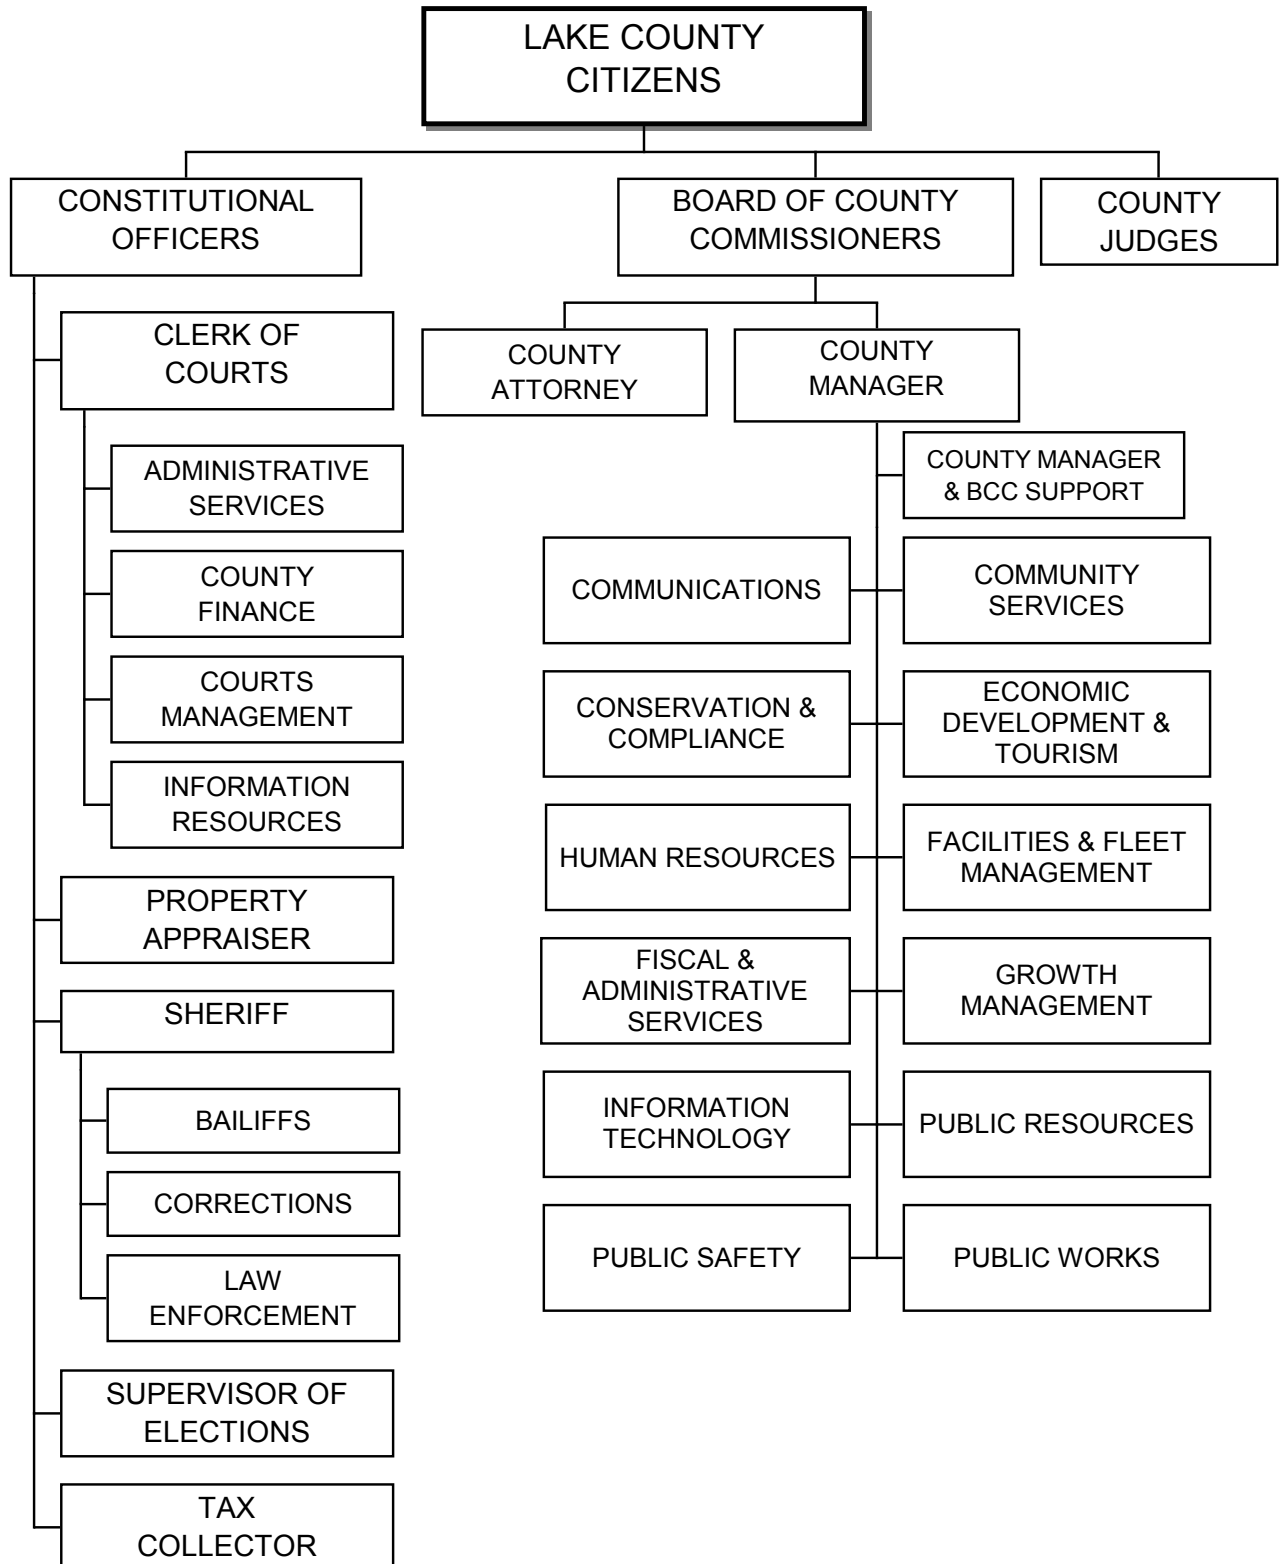 LAKE COUNTY
CITIZENS
CONSTITUTIONAL
OFFICERS
BOARD OF COUNTY
COMMISSIONERS
COUNTY
JUDGES
CLERK OF
COURTS
ADMINISTRATIVE
SERVICES
COUNTY
FINANCE
COURTS
MANAGEMENT
INFORMATION
RESOURCES
PROPERTY
APPRAISER
SHERIFF
BAILIFFS
CORRECTIONS
LAW
ENFORCEMENT
SUPERVISOR OF
ELECTIONS
TAX
COLLECTOR
COUNTY
ATTORNEY
COUNTY
MANAGER
COUNTY MANAGER
& BCC SUPPORT
COMMUNICATIONS
COMMUNITY
SERVICES
CONSERVATION &
COMPLIANCE
ECONOMIC
DEVELOPMENT &
TOURISM
HUMAN RESOURCES
FACILITIES & FLEET
MANAGEMENT
FISCAL &
ADMINISTRATIVE
SERVICES
GROWTH
MANAGEMENT
INFORMATION
TECHNOLOGY
PUBLIC RESOURCES
PUBLIC SAFETY
PUBLIC WORKS